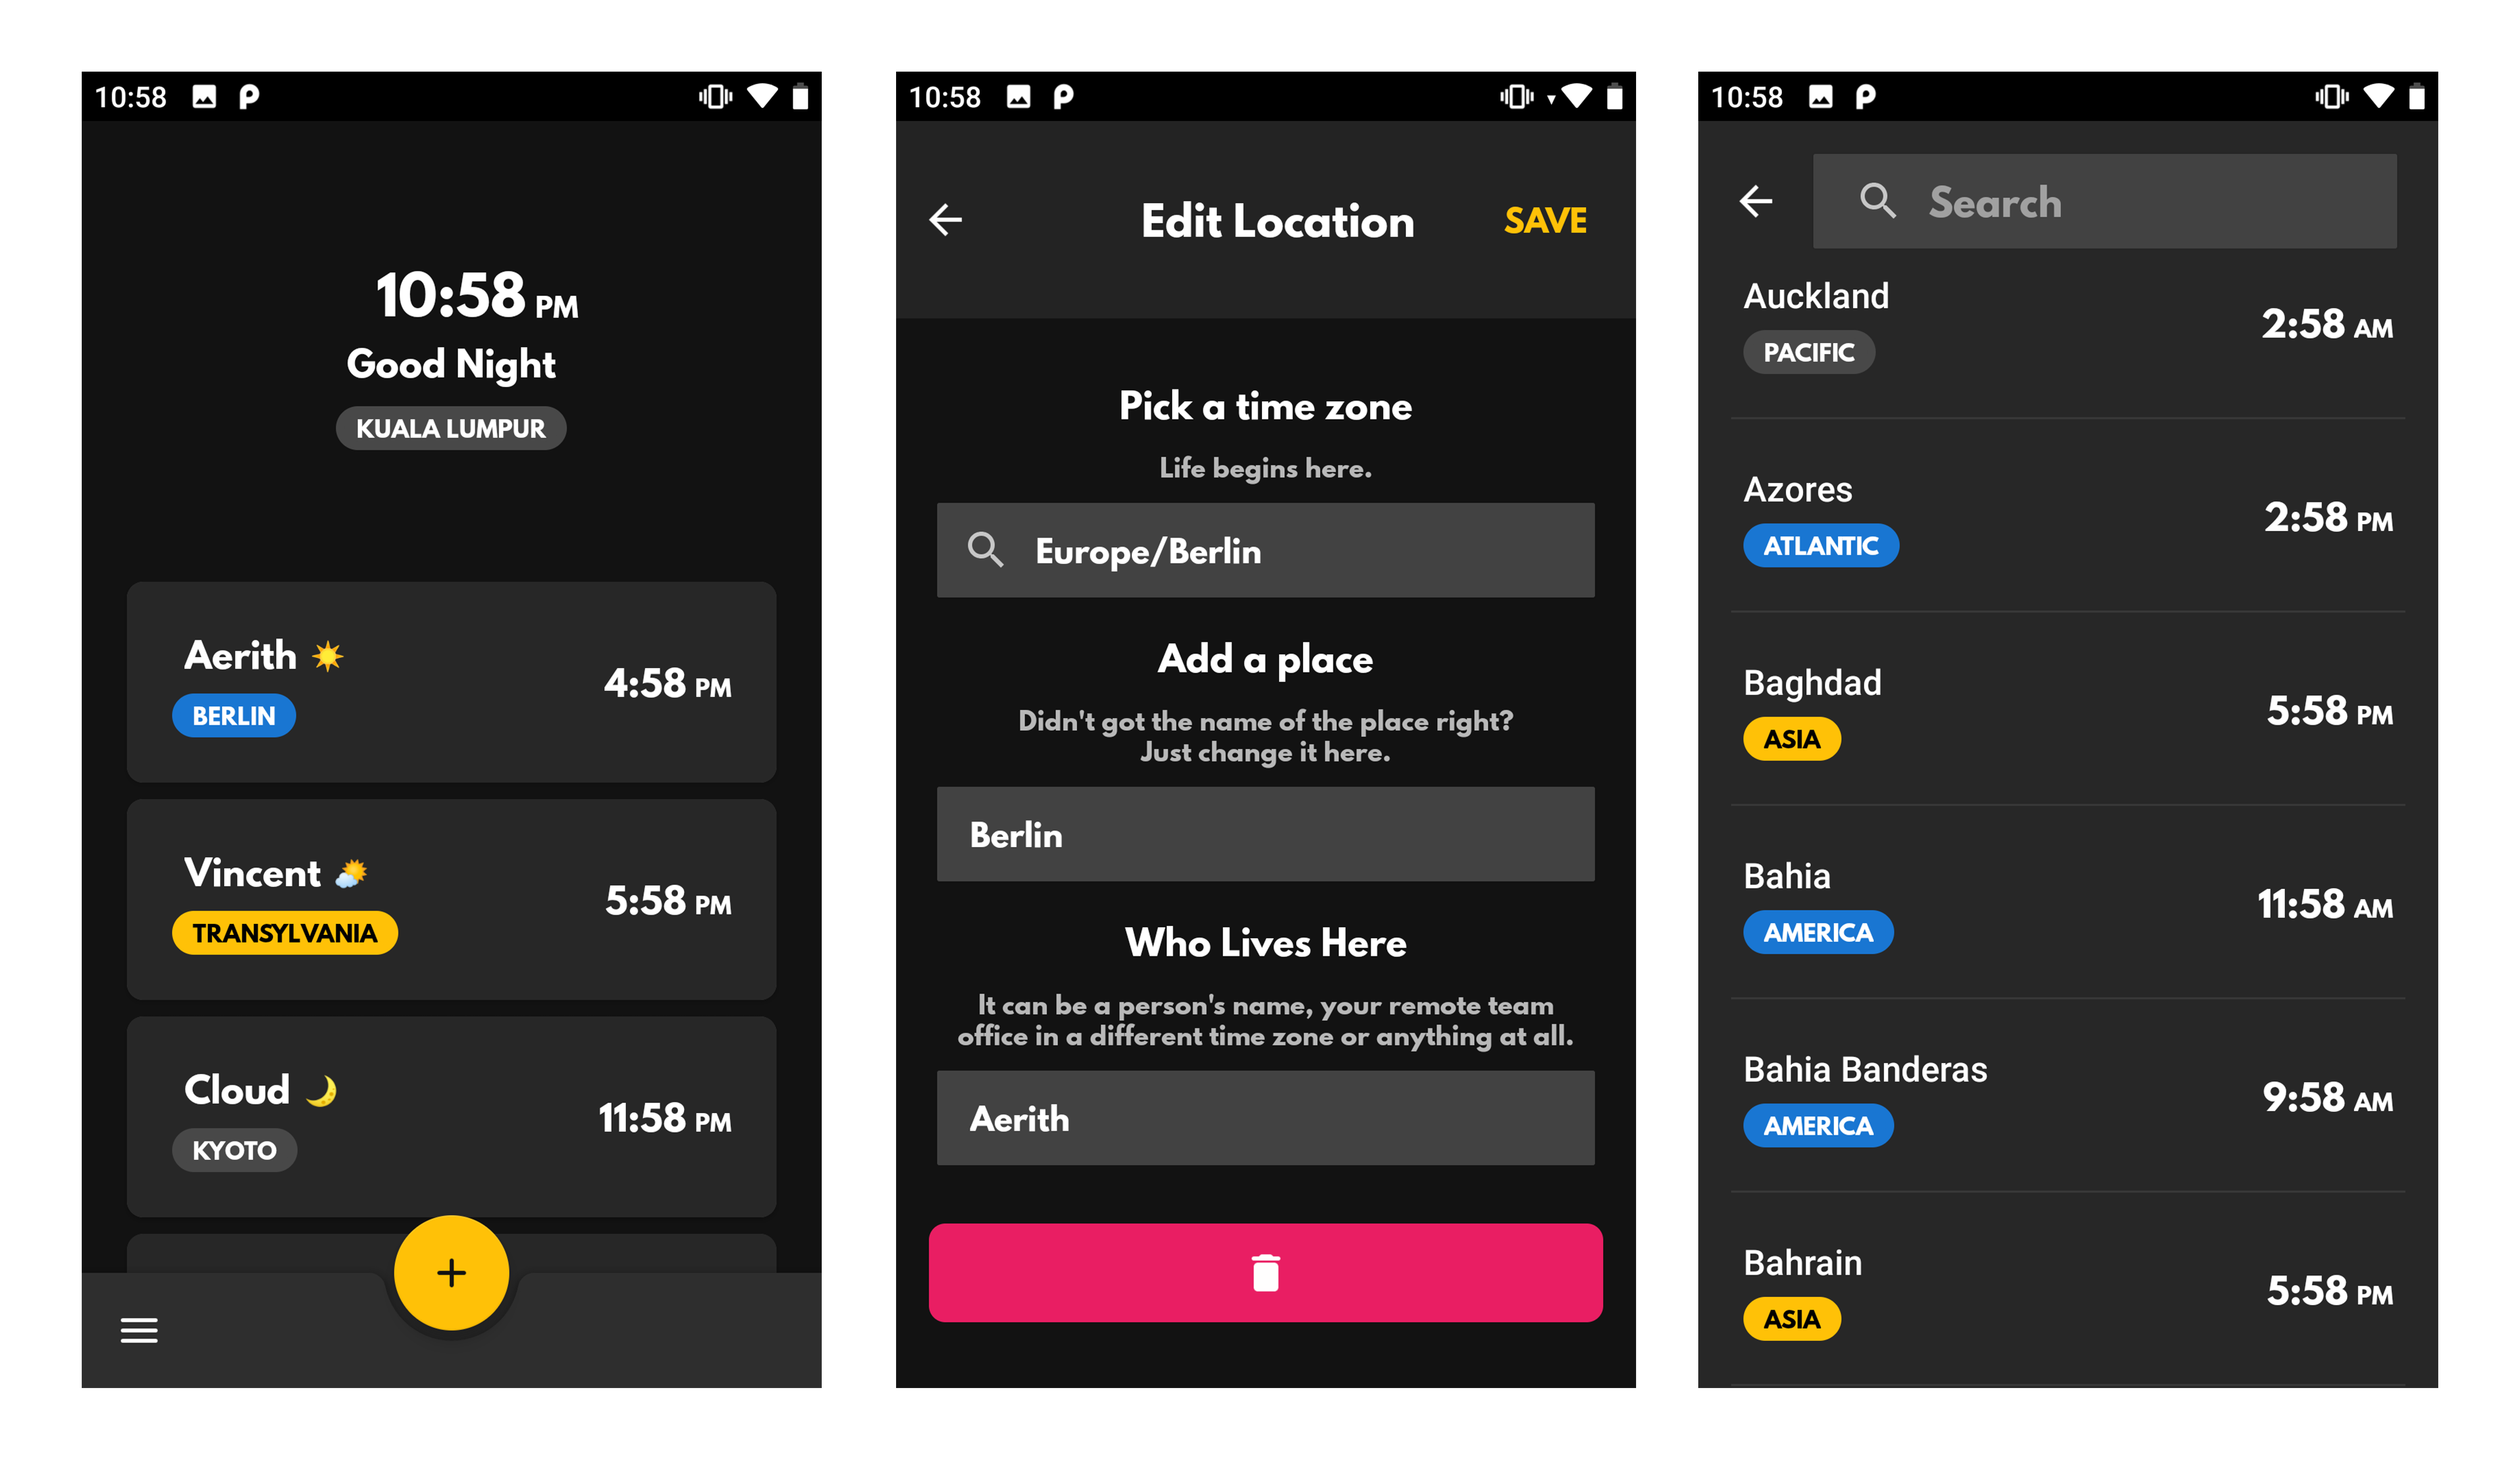 10:58
10:58 PM
Good Night
KUALA LUMPUR
Aerith
BERLIN
4:58 PM
Vincent
TRANSYLVANIA
5:58 PM
Cloud
KYOTO
11:58 PM
10:58
Edit Location
SAVE
Pick a time zone
Life begins here.
Europe/Berlin
Add a place
Didn't got the name of the place right?
Just change it here.
Berlin
Who Lives Here
It can be a person's name, your remote team
office in a different time zone or anything at all.
Aerith
10:58
Search
Auckland
PACIFIC
2:58 AM
Azores
ATLANTIC
2:58 PM
Baghdad
ASIA
5:58 PM
Bahia
AMERICA
11:58 AM
Bahia Banderas
AMERICA
9:58 AM
Bahrain
ASIA
5:58 PM